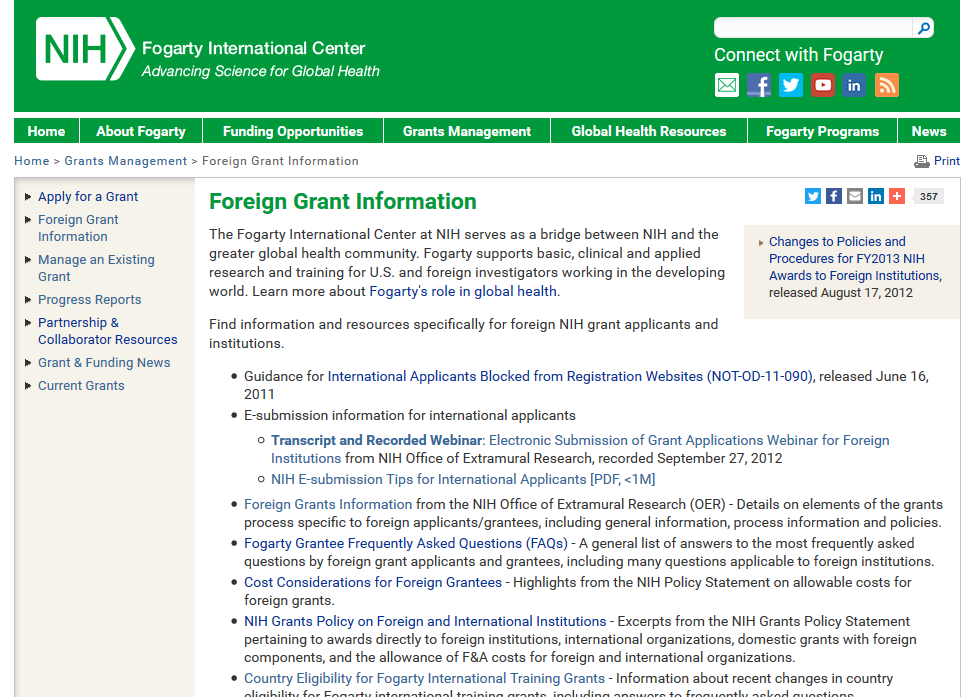 NIH
Fogarty International Center
Advancing Science for Global Health
Connect with Fogarty
f
in
Home
About Fogarty
Funding Opportunities
Grants Management
Global Health Resources
Fogarty Programs
News
Home > Grants Management > Foreign Grant Information
Print
Apply for a Grant
Foreign Grant
Information
Manage an Existing
Grant
Progress Reports
Partnership &
Collaborator Resources
Grant & Funding News
Current Grants
Foreign Grant Information
f
in
+
357
The Fogarty International Center at NIH serves as a bridge between NIH and the
greater global health community. Fogarty supports basic, clinical and applied
research and training for U.S. and foreign investigators working in the developing
world. Learn more about Fogarty's role in global health.
Changes to Policies and
Procedures for FY2013 NIH
Awards to Foreign Institutions,
released August 17, 2012
Find information and resources specifically for foreign NIH grant applicants and
institutions.
• Guidance for International Applicants Blocked from Registration Websites (NOT-OD-11-090), released June 16,
2011
• E-submission information for international applicants
Transcript and Recorded Webinar: Electronic Submission of Grant Applications Webinar for Foreign
Institutions from NIH Office of Extramural Research, recorded September 27, 2012
NIH E-submission Tips for International Applicants [PDF, <1M]
• Foreign Grants Information from the NIH Office of Extramural Research (OER) - Details on elements of the grants
process specific to foreign applicants/grantees, including general information, process information and policies.
• Fogarty Grantee Frequently Asked Questions (FAQs) - A general list of answers to the most frequently asked
questions by foreign grant applicants and grantees, including many questions applicable to foreign institutions.
• Cost Considerations for Foreign Grantees - Highlights from the NIH Policy Statement on allowable costs for
foreign grants.
• NIH Grants Policy on Foreign and International Institutions - Excerpts from the NIH Grants Policy Statement
pertaining to awards directly to foreign institutions, international organizations, domestic grants with foreign
components, and the allowance of F&A costs for foreign and international organizations.
• Country Eligibility for Fogarty International Training Grants - Information about recent changes in country
eligibility for Fogarty international training grants, including answers to frequently asked questions.